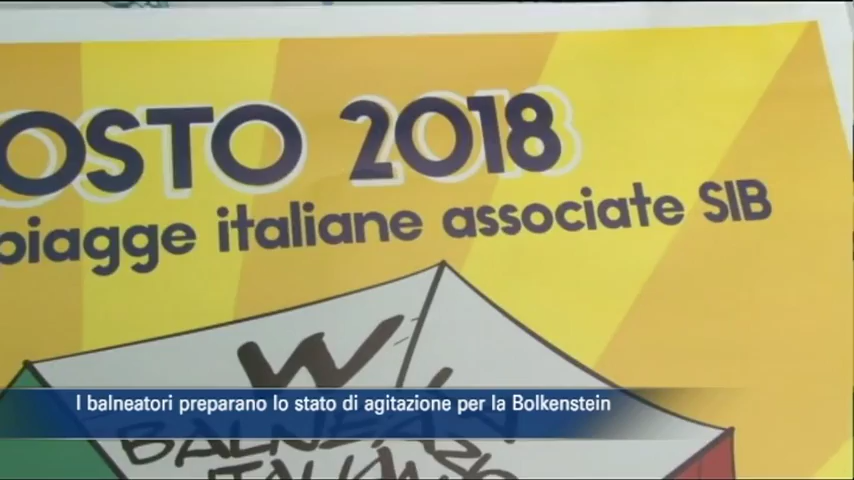 OSTO 2018
piagge italiane associate SIB
W
I balneatori preparano lo stato di agitazione per la Bolkenstein